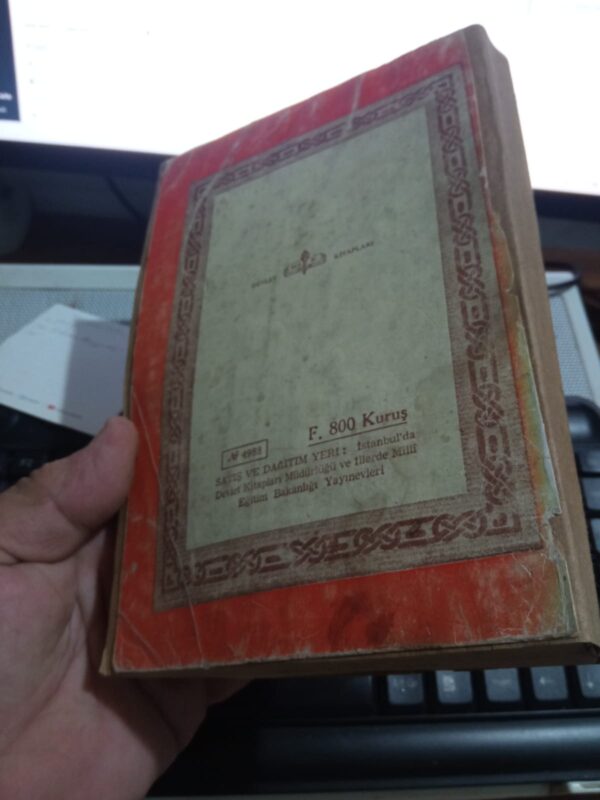 DEVLET KİTAPLARI
F. 800 Kuruş
№ 4988
SATIŞ VE DAĞITIM YERİ : İstanbul'da
Devlet Kitapları Müdürlüğü ve İllerde Millî
Eğitim Bakanlığı Yayınevleri